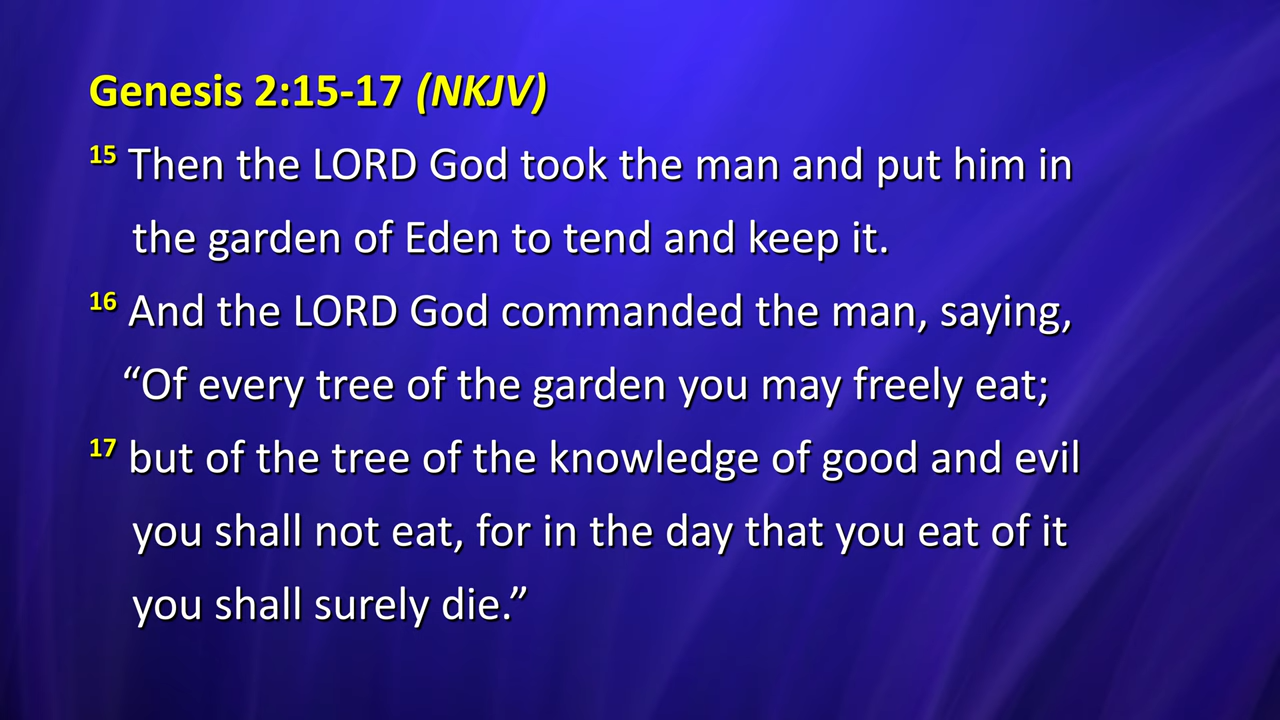 Genesis 2:15-17 (NKJV)
15 Then the LORD God took the man and put him in
the garden of Eden to tend and keep it.
16 And the LORD God commanded the man, saying,
“Of every tree of the garden you may freely eat;
17 but of the tree of the knowledge of good and evil
you shall not eat, for in the day that you eat of it
you shall surely die.”